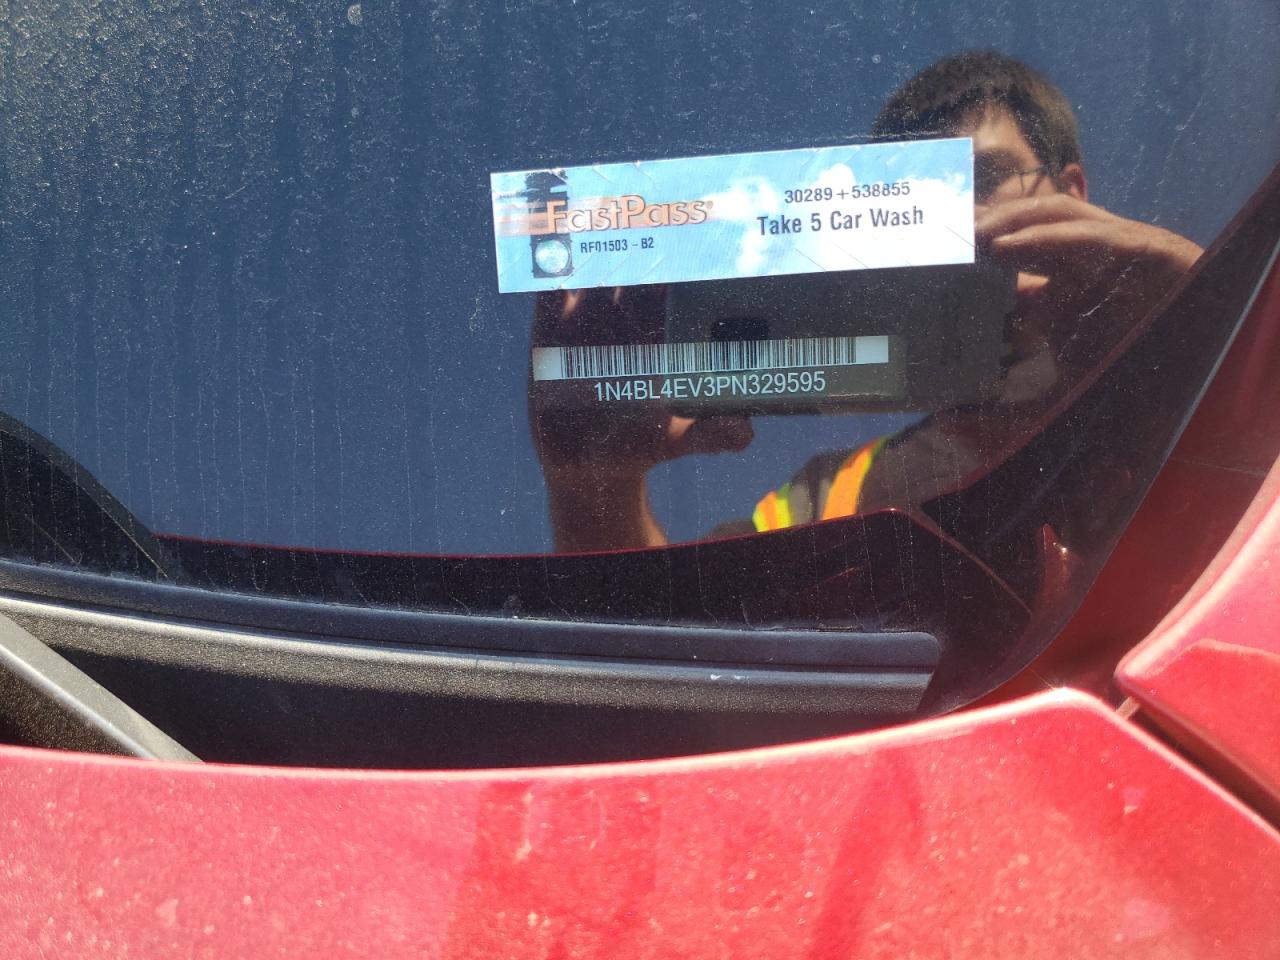 FastPass®
RF01503 - B2
30289+538855
Take 5 Car Wash
1N4BL4EV3PN329595